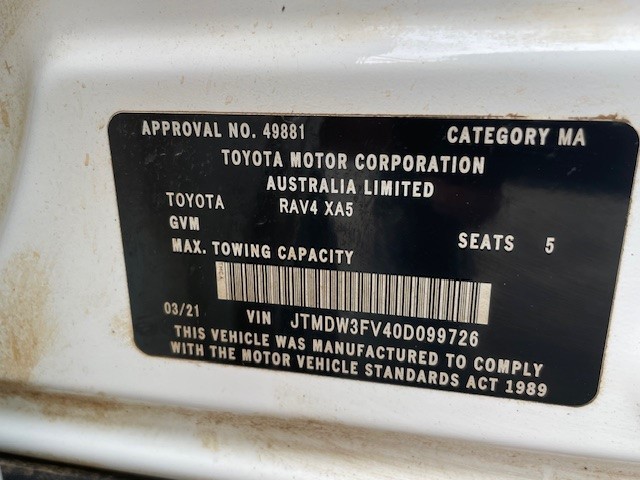 APPROVAL NO. 49881 CATEGORY MA
TOYOTA MOTOR CORPORATION
AUSTRALIA LIMITED
TOYOTA RAV4 XA5
GVM SEATS 5
MAX. TOWING CAPACITY
03/21 VIN JTMDW3FV40D099726
THIS VEHICLE WAS MANUFACTURED TO COMPLY
WITH THE MOTOR VEHICLE STANDARDS ACT 1989